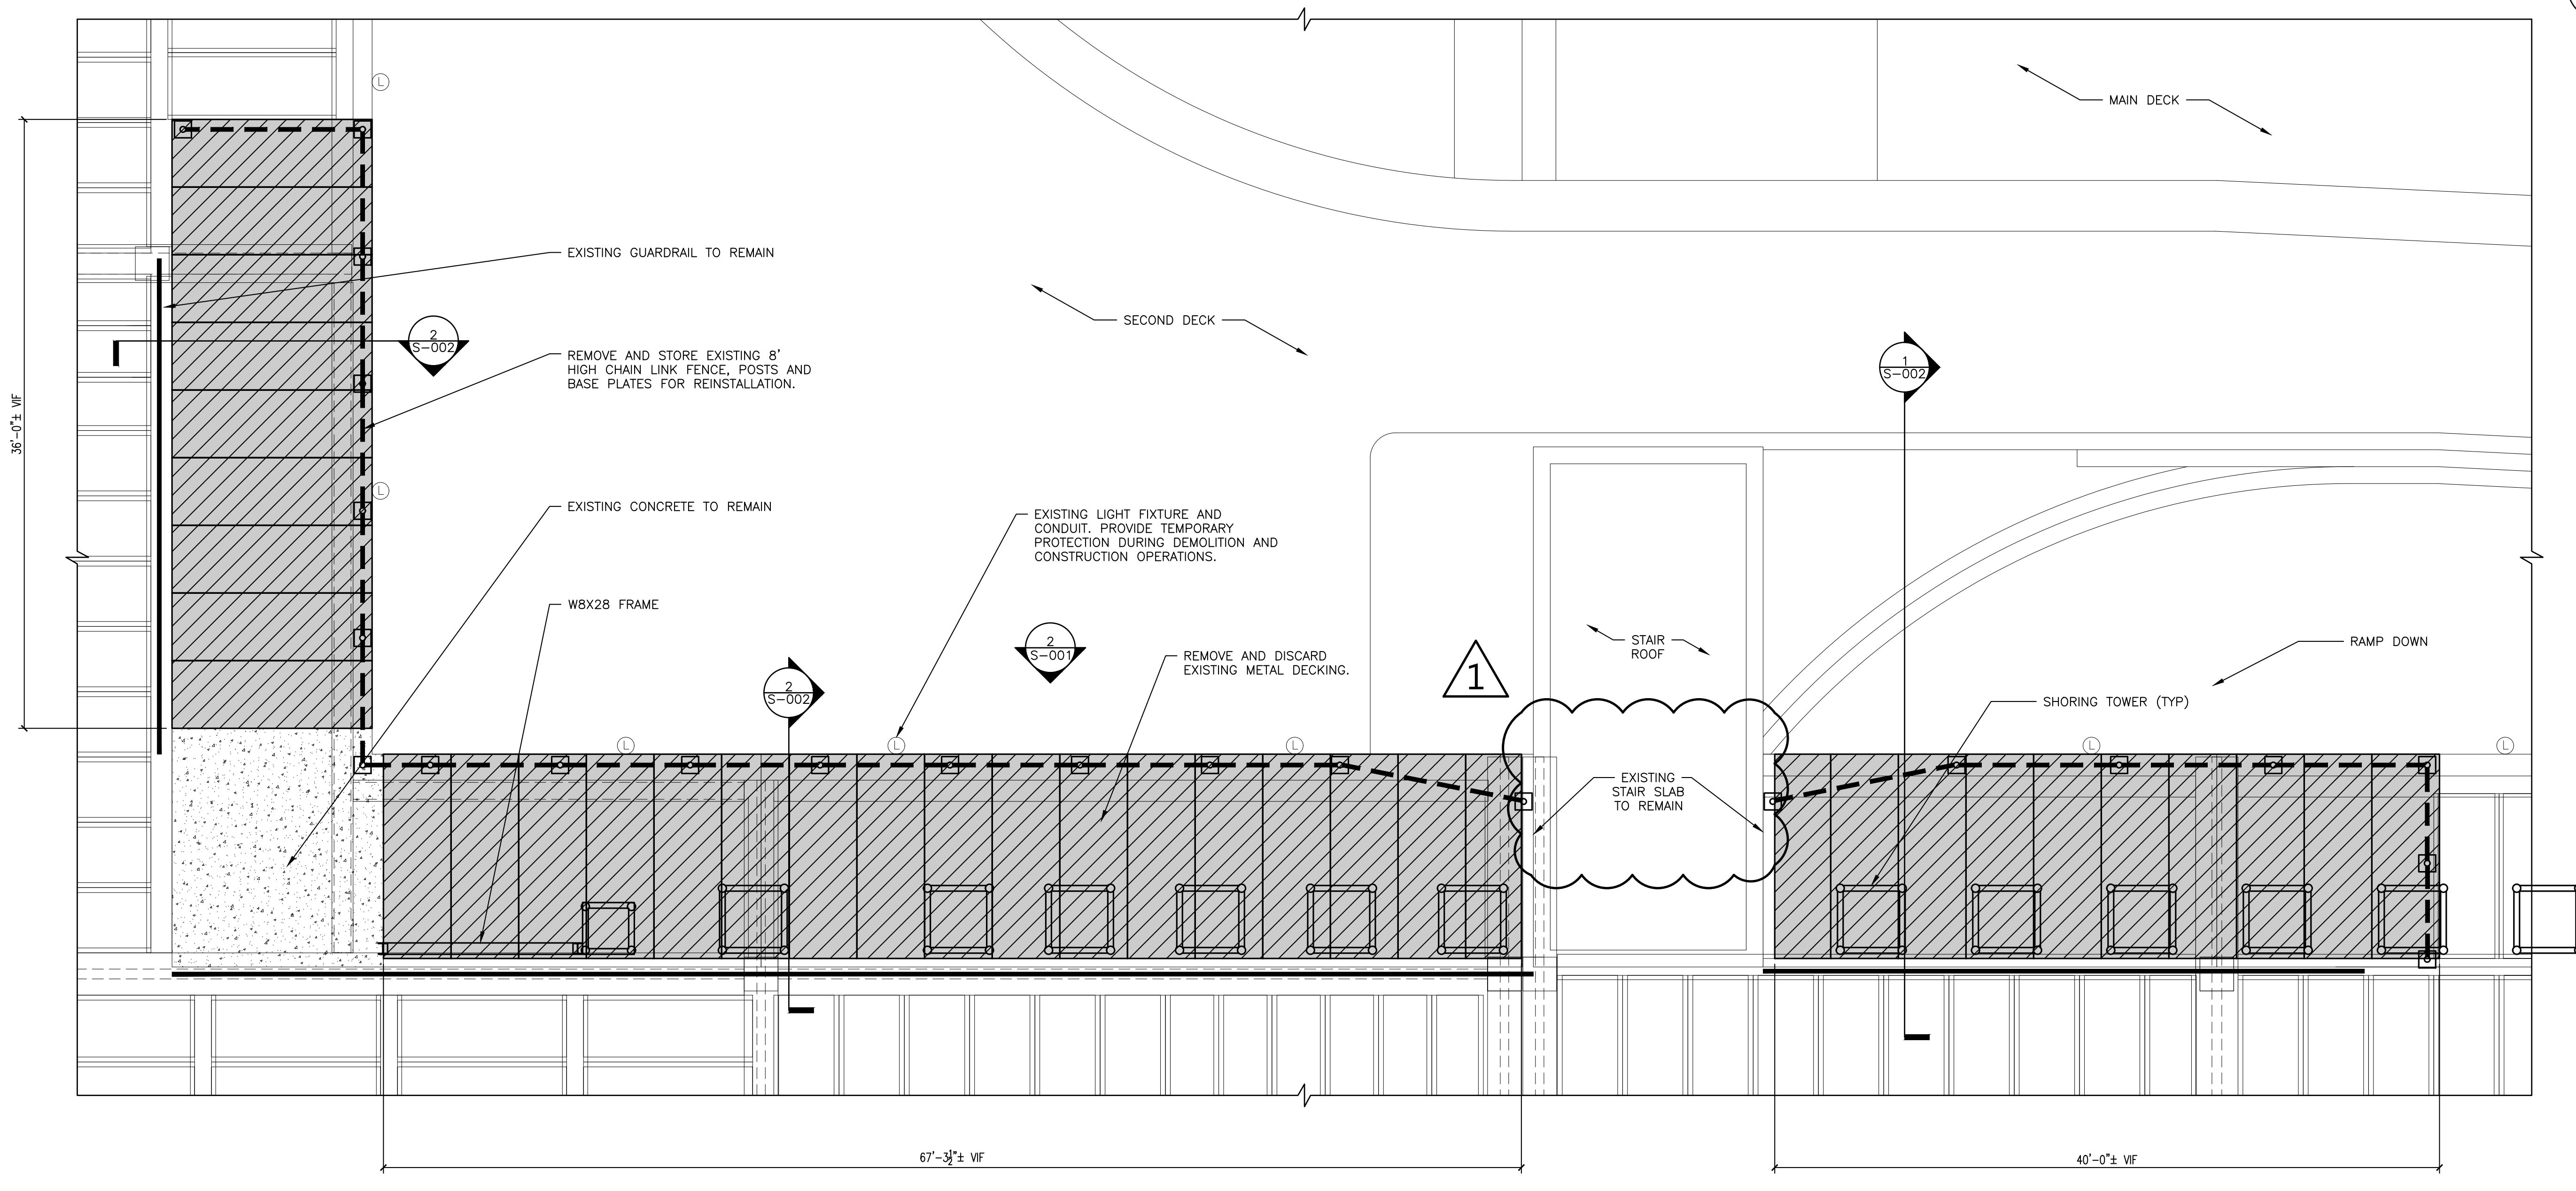 MAIN DECK
EXISTING GUARDRAIL TO REMAIN
SECOND DECK
2
S-002
REMOVE AND STORE EXISTING 8'
HIGH CHAIN LINK FENCE, POSTS AND
BASE PLATES FOR REINSTALLATION.
1
S-002
36'-0"± VIF
EXISTING CONCRETE TO REMAIN
EXISTING LIGHT FIXTURE AND
CONDUIT. PROVIDE TEMPORARY
PROTECTION DURING DEMOLITION AND
CONSTRUCTION OPERATIONS.
W8X28 FRAME
2
S-001
REMOVE AND DISCARD
EXISTING METAL DECKING.
1
STAIR
ROOF
RAMP DOWN
2
S-002
SHORING TOWER (TYP)
EXISTING
STAIR SLAB
TO REMAIN
L
L
L
L
L
L
L
67'-3½"± VIF
40'-0"± VIF